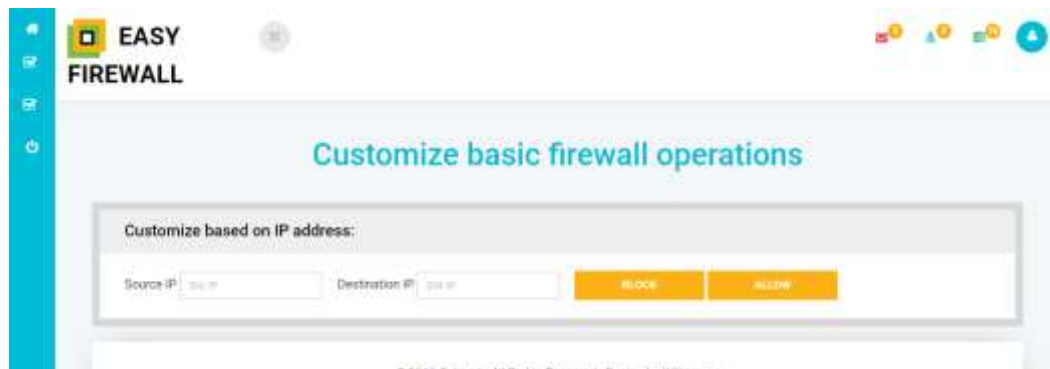 EASY
FIREWALL
Customize basic firewall operations
Customize based on IP address:
Source IP Destination IP BLOCK ALLOW